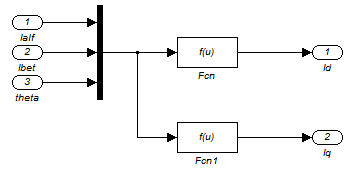 1
Ialf
2
Ibet
3
theta
f(u)
Fcn
1
Id
f(u)
Fcn1
2
Iq